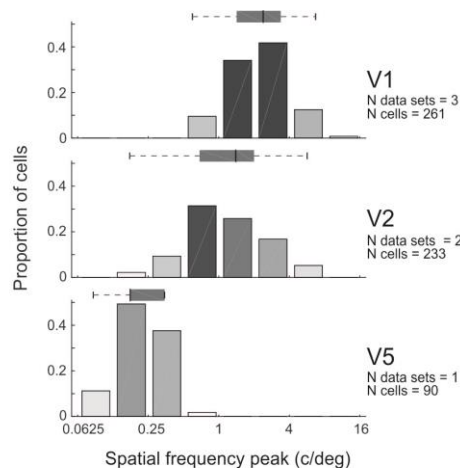 0.4
0.2
0
V1
N data sets = 3
N cells = 261
Proportion of cells
0.4
0.2
0
V2
N data sets = 2
N cells = 233
0.4
0.2
0
V5
N data sets = 1
N cells = 90
0.0625 0.25 1 4 16
Spatial frequency peak (c/deg)